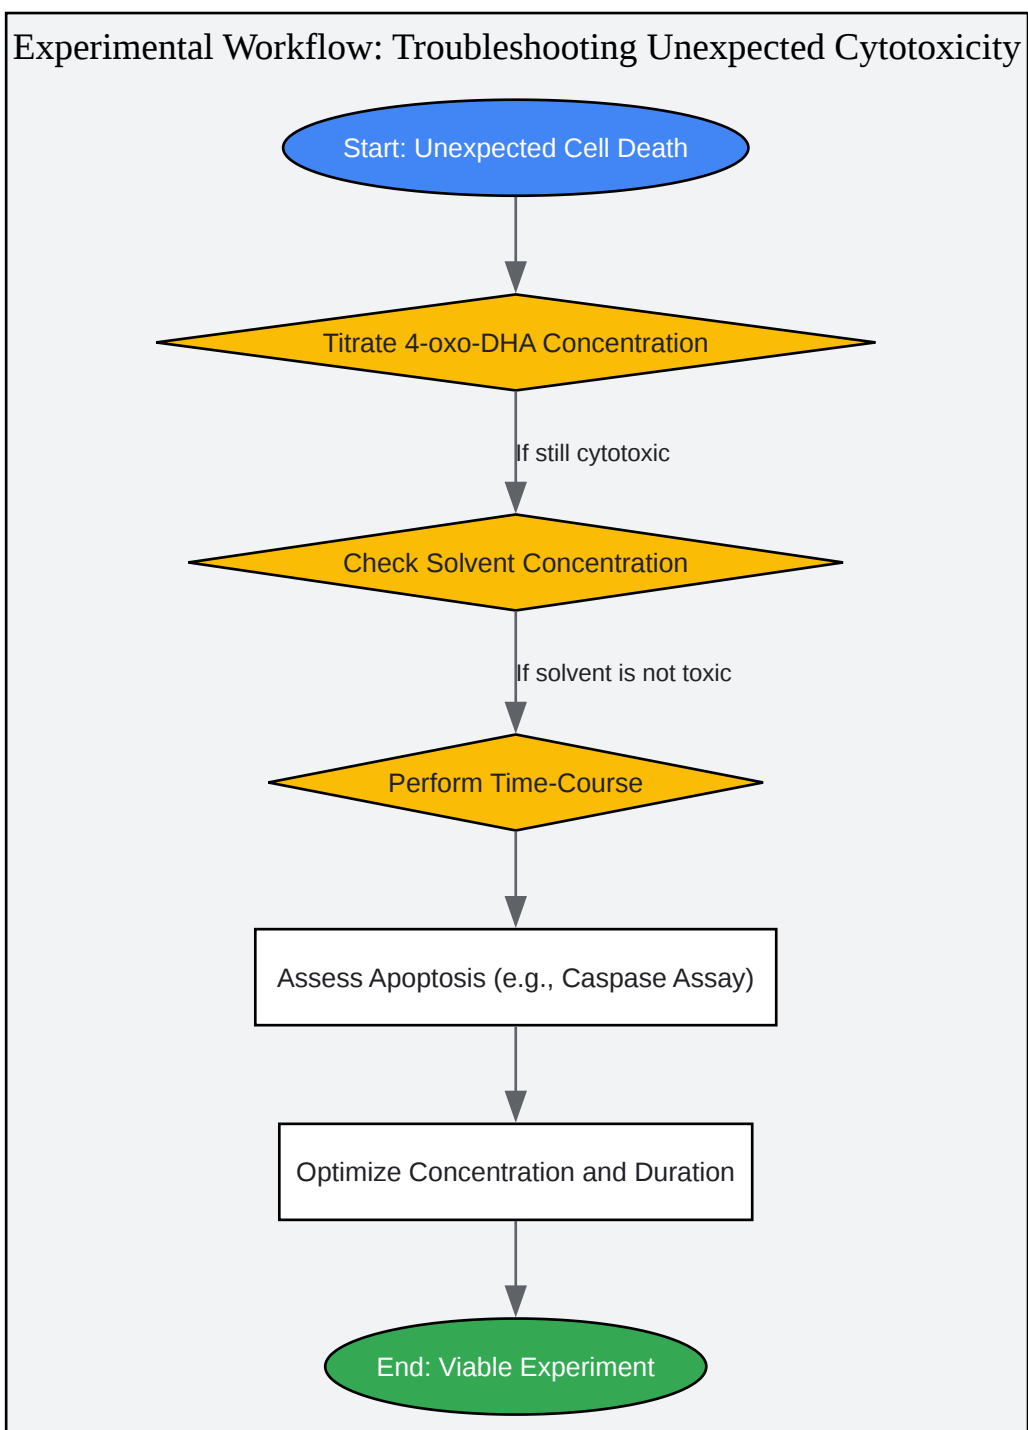 Experimental Workflow: Troubleshooting Unexpected Cytotoxicity
Start: Unexpected Cell Death
Titrate 4-oxo-DHA Concentration
If still cytotoxic
Check Solvent Concentration
If solvent is not toxic
Perform Time-Course
Assess Apoptosis (e.g., Caspase Assay)
Optimize Concentration and Duration
End: Viable Experiment